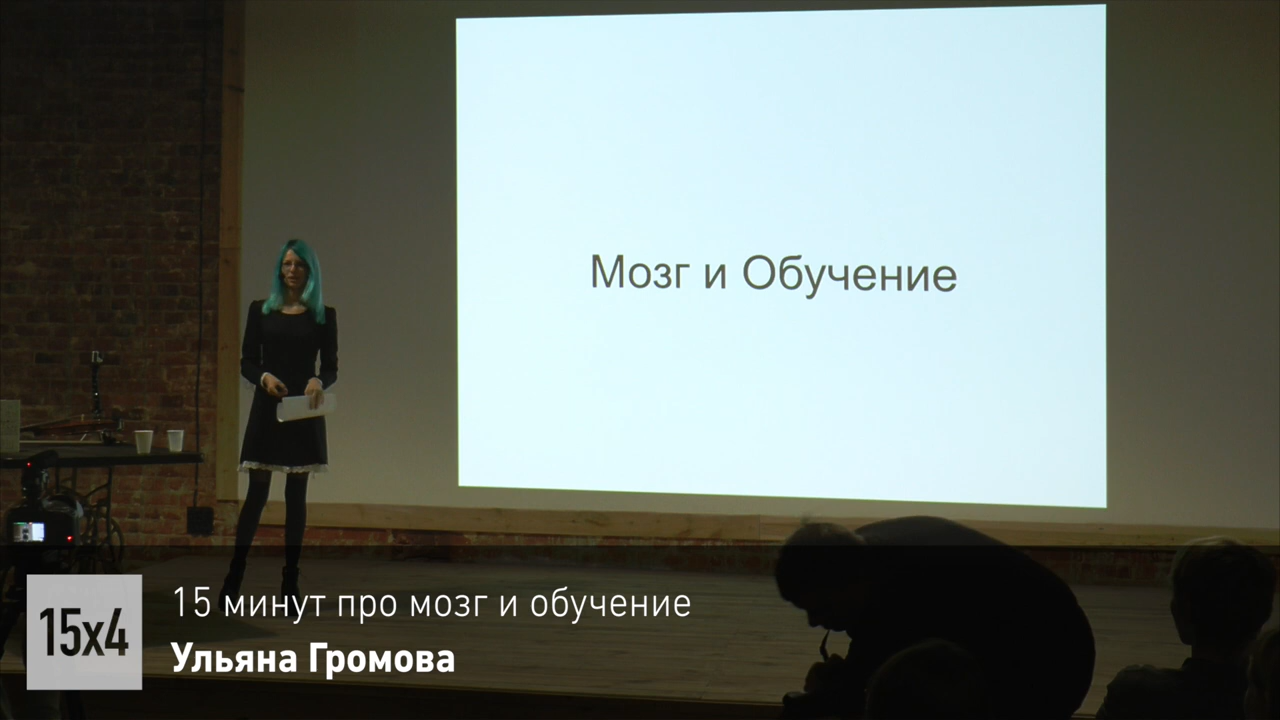 Мозг и Обучение
15x4
15 минут про мозг и обучение
Ульяна Громова